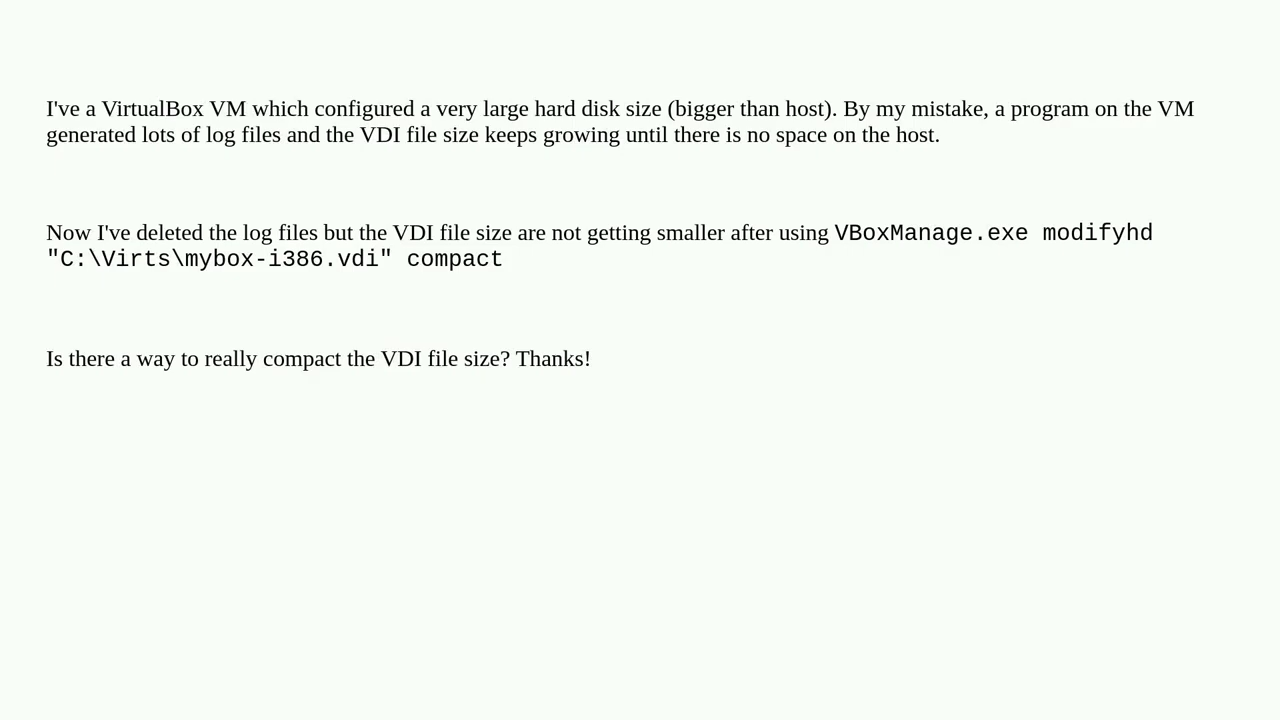 I've a VirtualBox VM which configured a very large hard disk size (bigger than host). By my mistake, a program on the VM
generated lots of log files and the VDI file size keeps growing until there is no space on the host.
Now I've deleted the log files but the VDI file size are not getting smaller after using VBoxManage.exe modifyhd
"C:\Virts\mybox-i386.vdi" compact
Is there a way to really compact the VDI file size? Thanks!